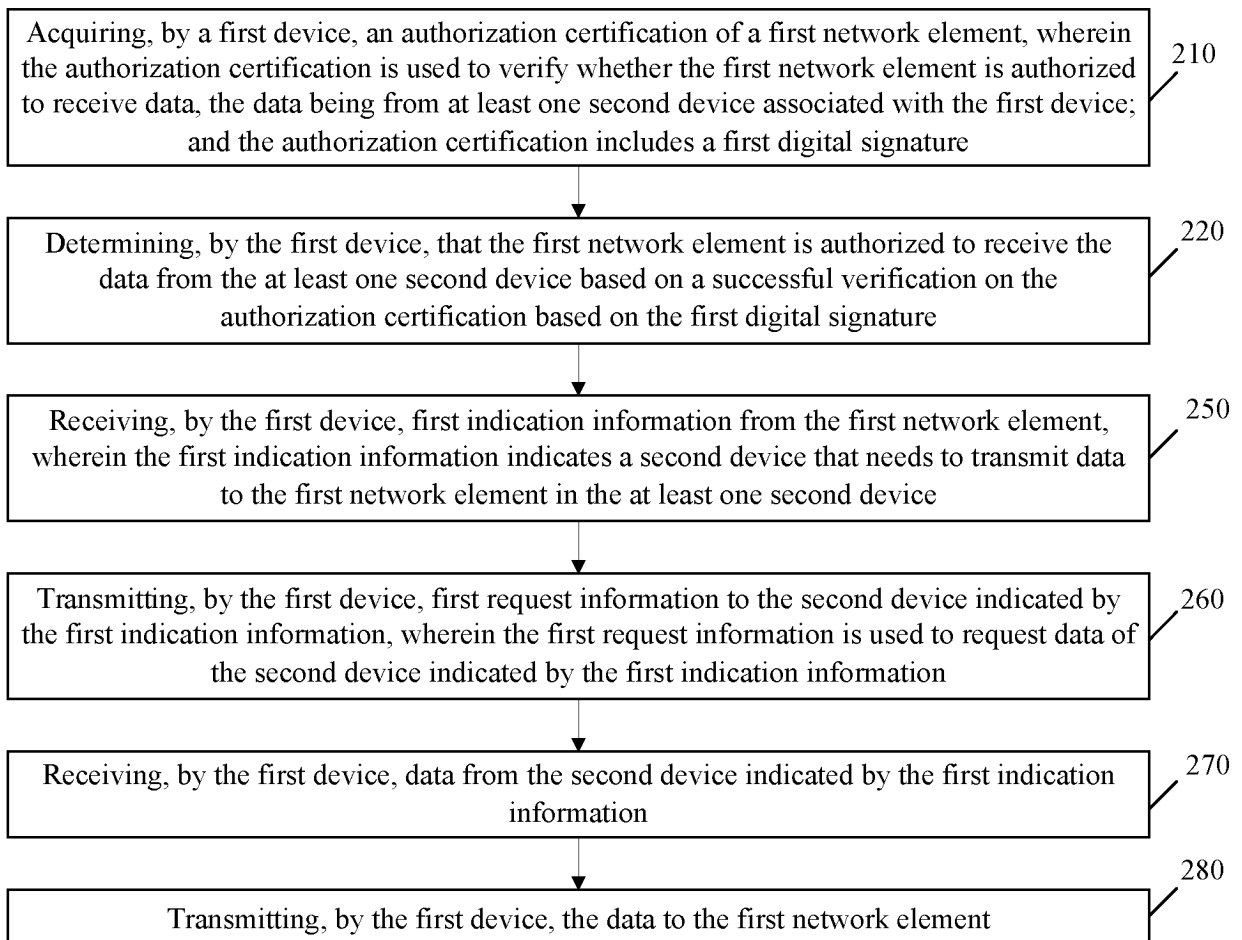 Acquiring, by a first device, an authorization certification of a first network element, wherein
the authorization certification is used to verify whether the first network element is authorized
to receive data, the data being from at least one second device associated with the first device;
and the authorization certification includes a first digital signature
210
Determining, by the first device, that the first network element is authorized to receive the
data from the at least one second device based on a successful verification on the
authorization certification based on the first digital signature
220
Receiving, by the first device, first indication information from the first network element,
wherein the first indication information indicates a second device that needs to transmit data
to the first network element in the at least one second device
250
Transmitting, by the first device, first request information to the second device indicated by
the first indication information, wherein the first request information is used to request data of
the second device indicated by the first indication information
260
Receiving, by the first device, data from the second device indicated by the first indication
information
270
Transmitting, by the first device, the data to the first network element
280